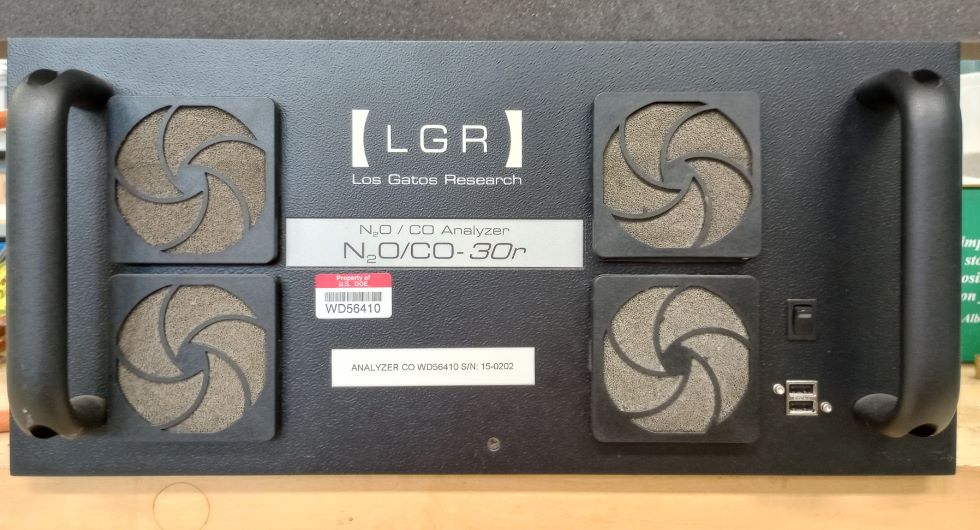 【LGR】
Los Gatos Research
N₂O / CO Analyzer
N₂O/CO-30r
Property of
U.S. DOE
WD56410
ANALYZER CO WD56410 S/N: 15-0202